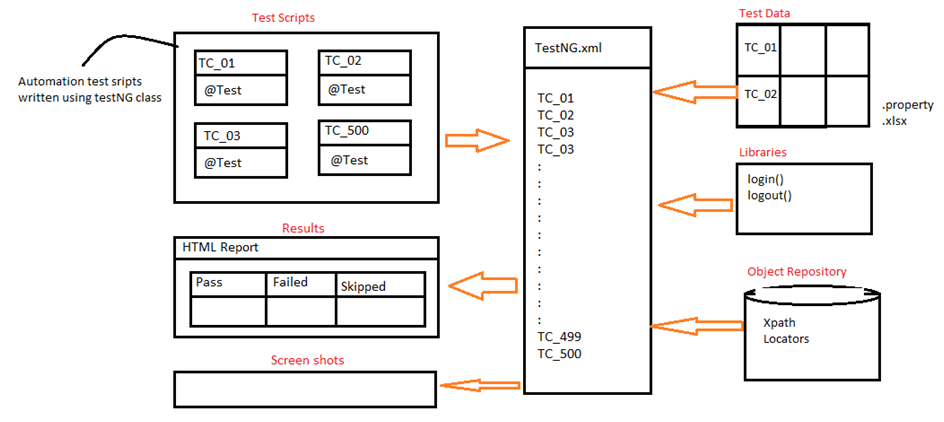 Test Scripts
TC_01
@Test
TC_02
@Test
TC_03
@Test
TC_500
@Test
Automation test sripts
written using testNG class
Results
HTML Report
Pass
Failed
Skipped
Screen shots
TestNG.xml
TC_01
TC_02
TC_03
TC_03
:
:
:
:
:
:
:
:
:
:
TC_499
TC_500
Test Data
TC_01
TC_02
.property
.xlsx
Libraries
login()
logout()
Object Repository
Xpath
Locators